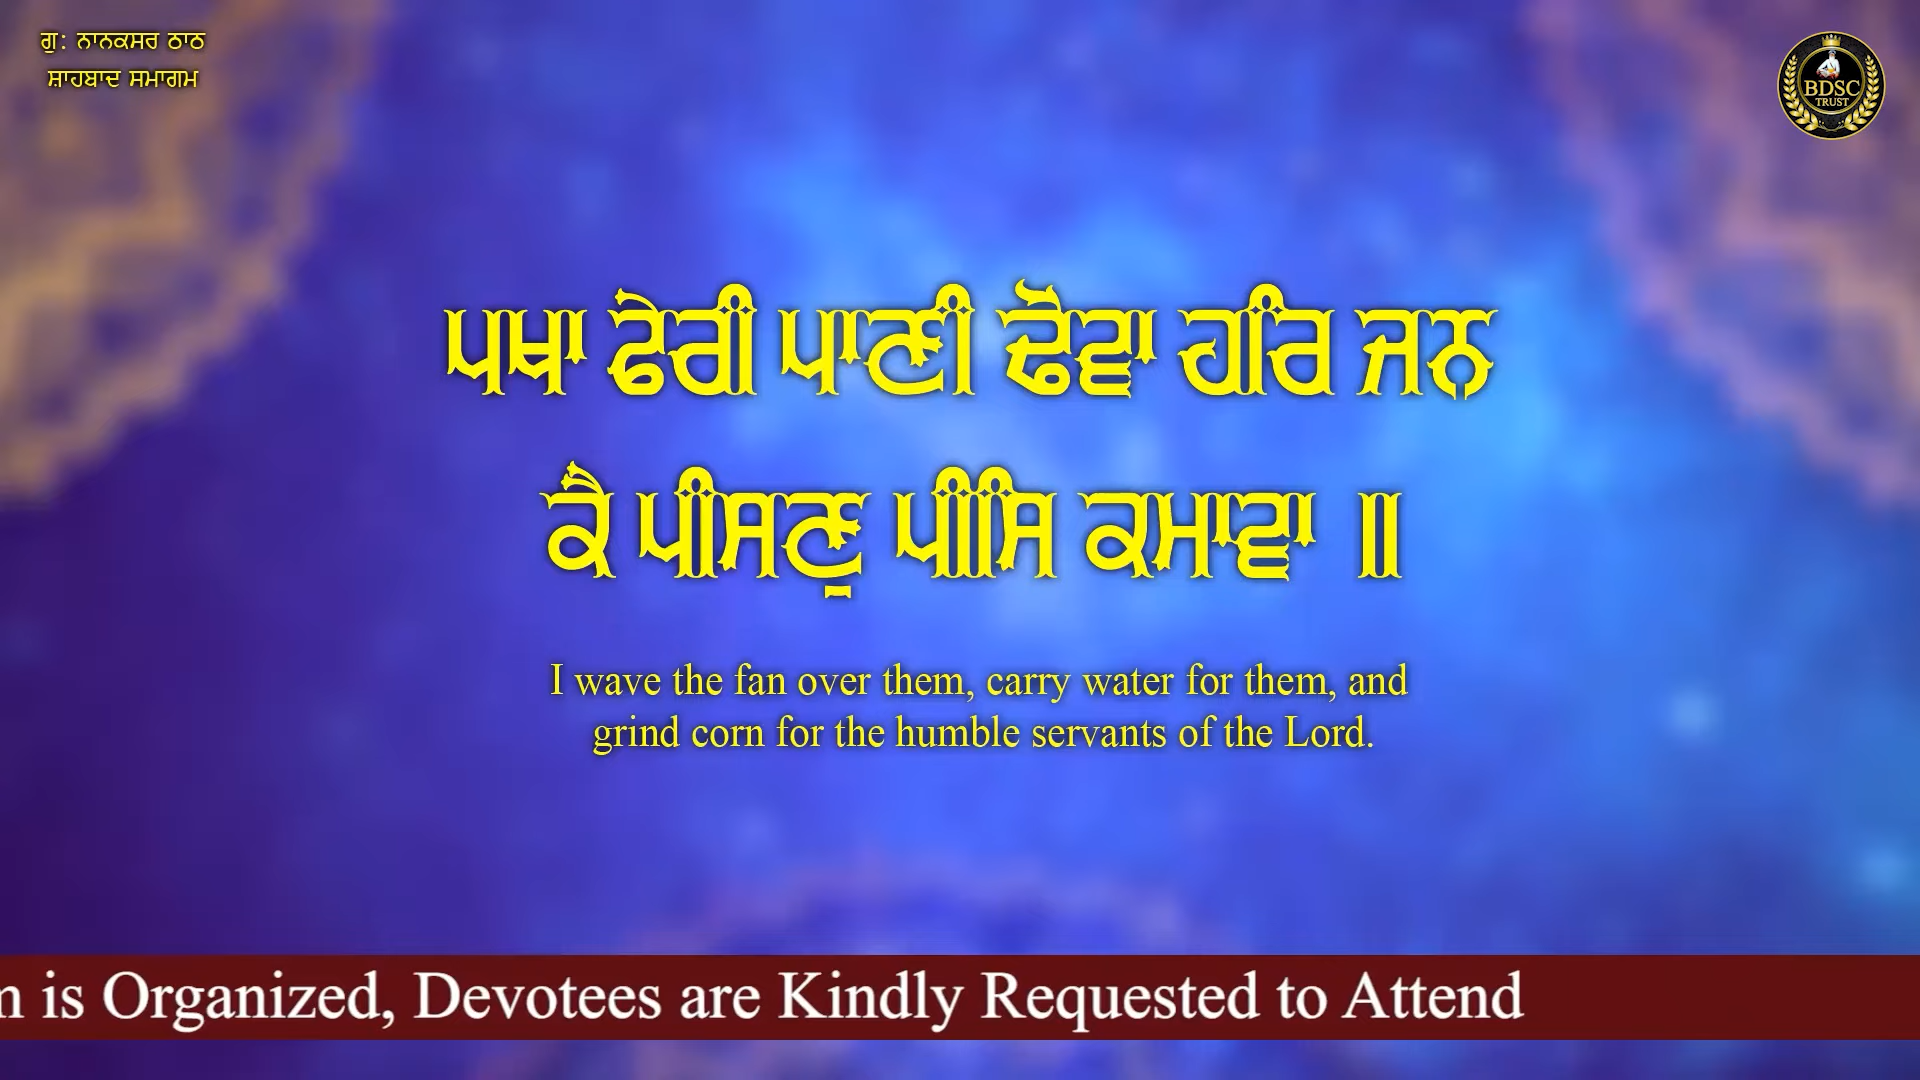 ਗੁ: ਨਾਨਕਸਰ ਠਾਠ
ਸ਼ਾਹਬਾਦ ਸਮਾਗਮ
BDSC
TRUST
ਪਖਾ ਫੇਰੀ ਪਾਣੀ ਢੋਵਾ ਹਰਿ ਜਨ
ਕੈ ਪੀਸਣੁ ਪੀਸਿ ਕਮਾਵਾ ॥
I wave the fan over them, carry water for them, and
grind corn for the humble servants of the Lord.
is Organized, Devotees are Kindly Requested to Attend